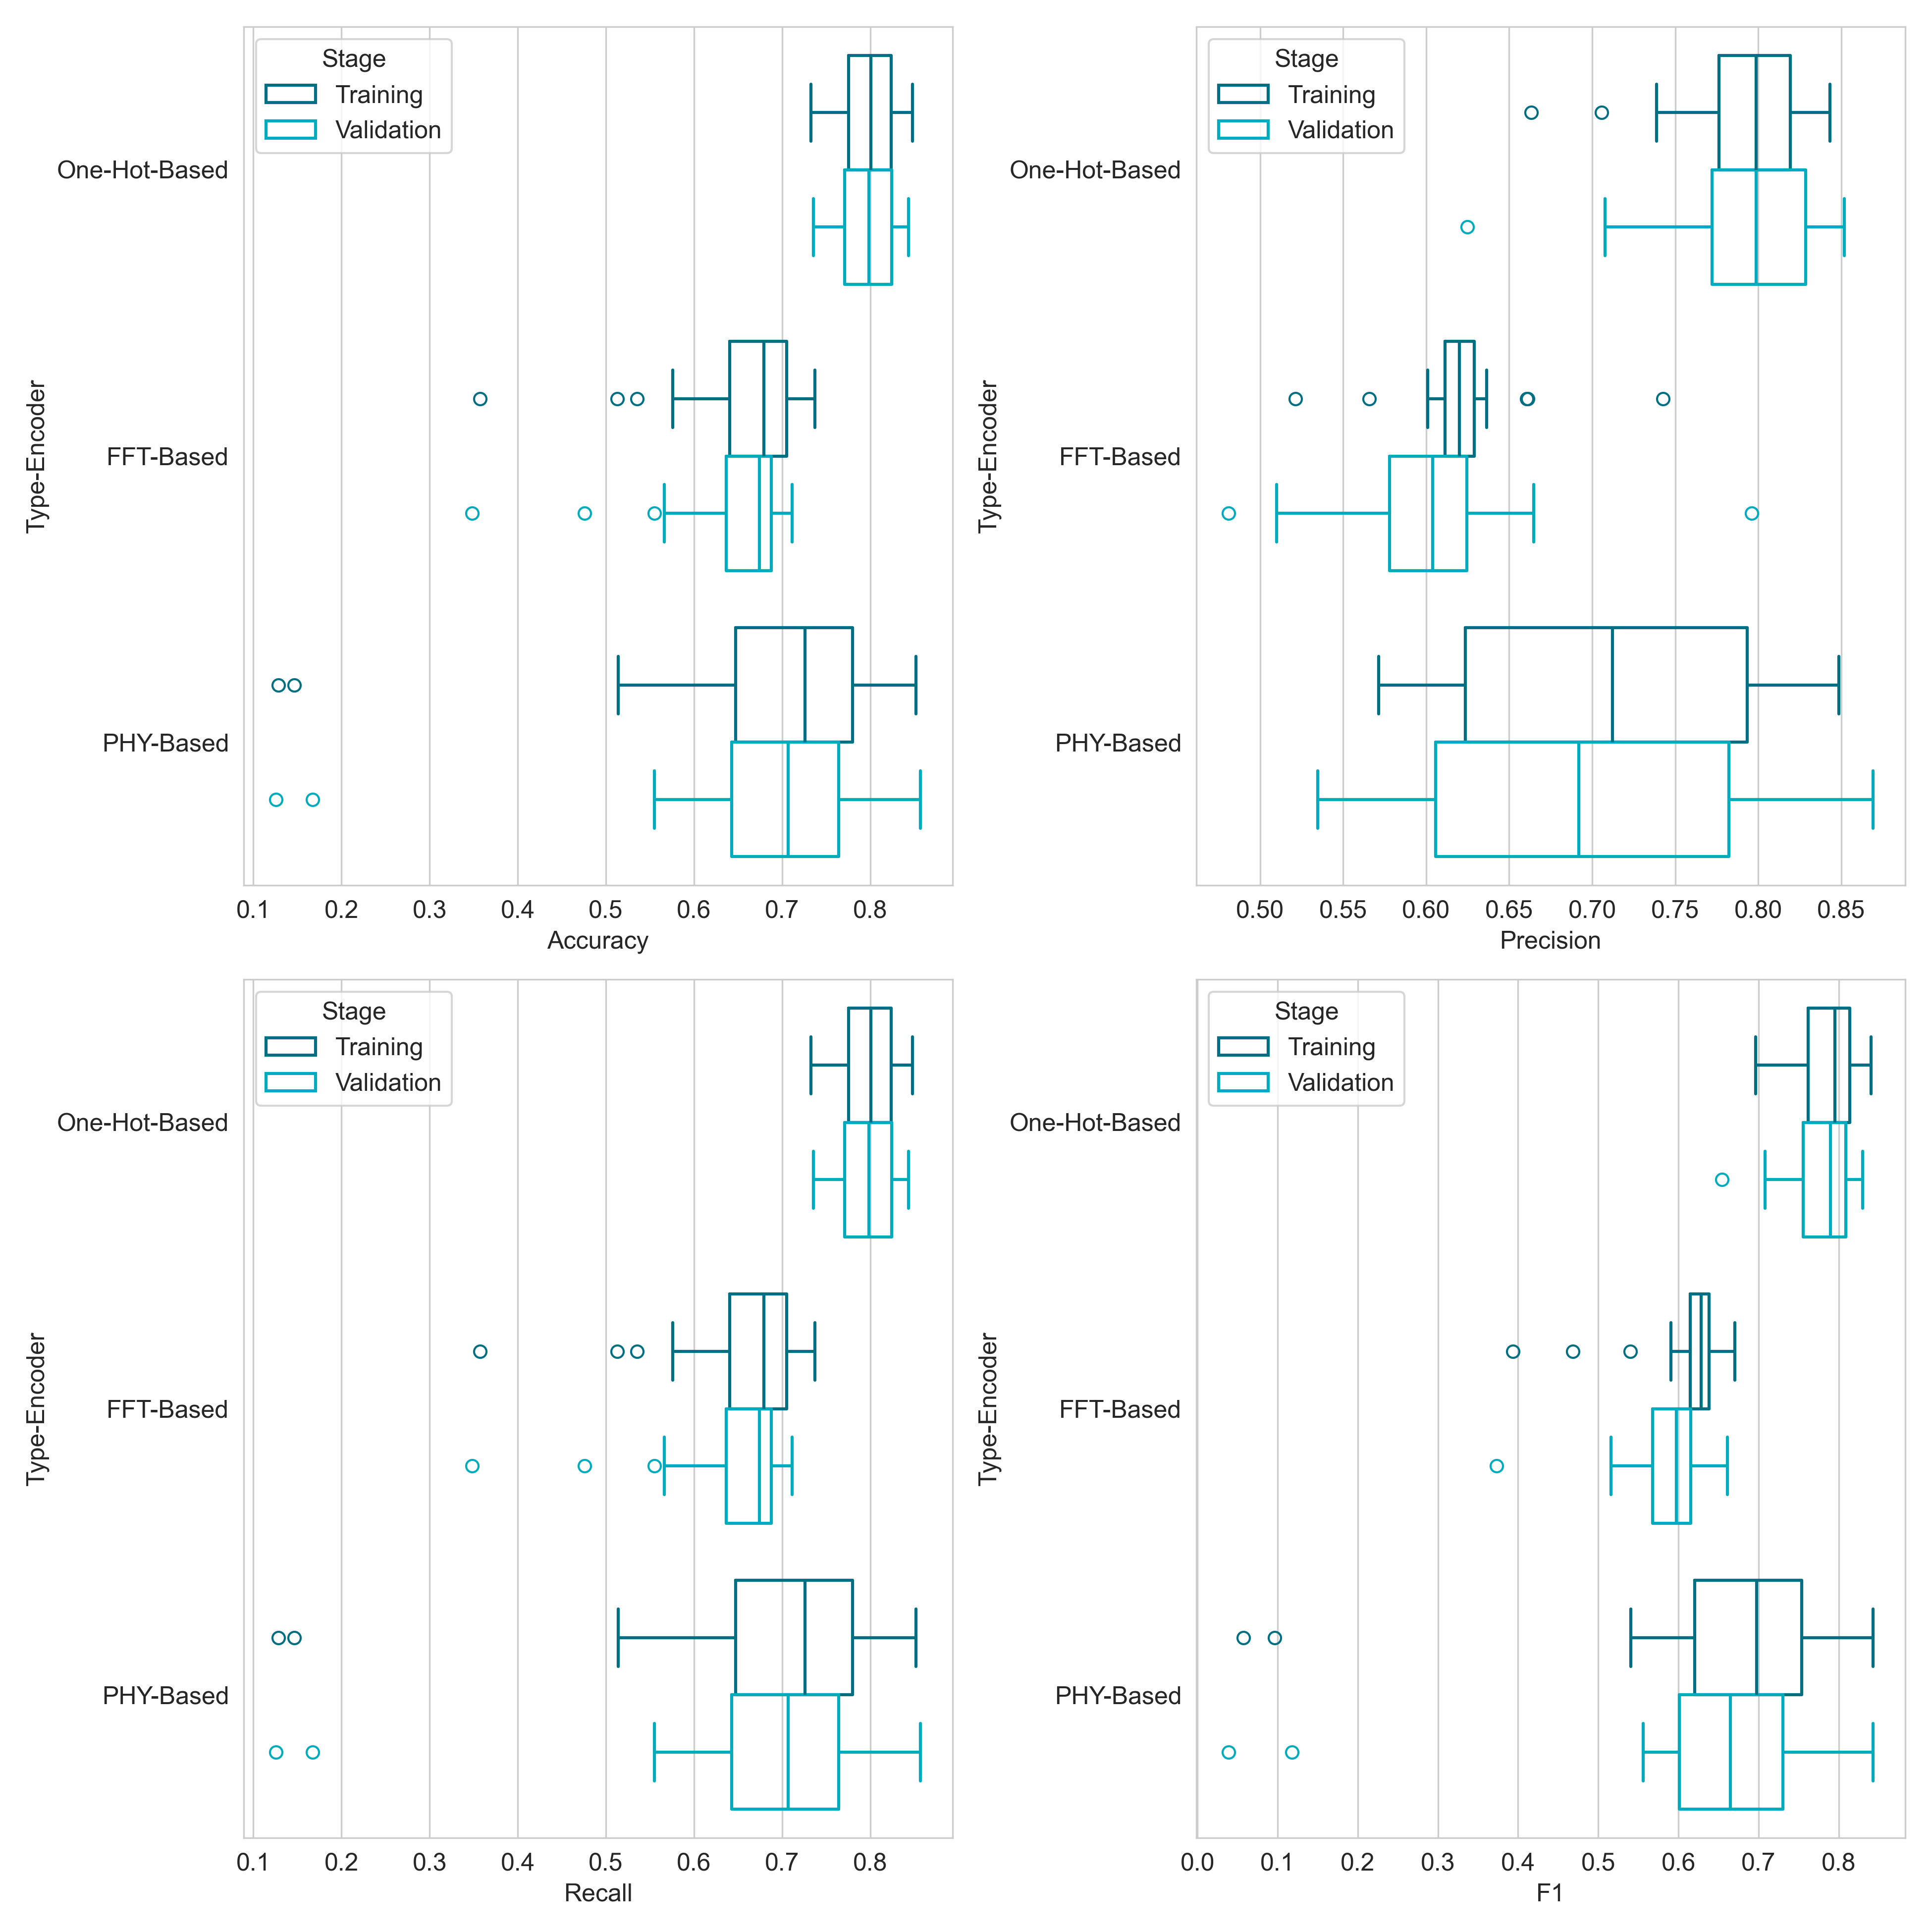 Stage
Training
Validation
One-Hot-Based
FFT-Based
PHY-Based
Type-Encoder
0.1 0.2 0.3 0.4 0.5 0.6 0.7 0.8
Accuracy
Stage
Training
Validation
One-Hot-Based
FFT-Based
PHY-Based
Type-Encoder
0.50 0.55 0.60 0.65 0.70 0.75 0.80 0.85
Precision
Stage
Training
Validation
One-Hot-Based
FFT-Based
PHY-Based
Type-Encoder
0.1 0.2 0.3 0.4 0.5 0.6 0.7 0.8
Recall
Stage
Training
Validation
One-Hot-Based
FFT-Based
PHY-Based
Type-Encoder
0.0 0.1 0.2 0.3 0.4 0.5 0.6 0.7 0.8
F1